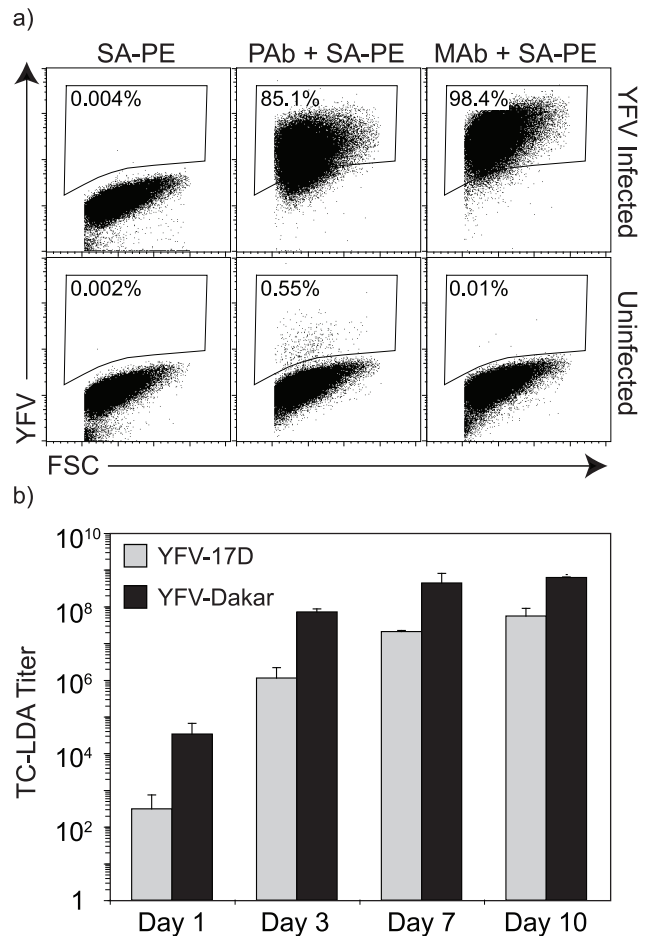 a)
SA-PE PAb + SA-PE MAb + SA-PE
0.004% 85.1% 98.4%
YFV Infected
0.002% 0.55% 0.01%
Uninfected
YFV
FSC
b)
10^10
10^8
10^6
10^4
10^2
1
TC-LDA Titer
YFV-17D
YFV-Dakar
Day 1 Day 3 Day 7 Day 10